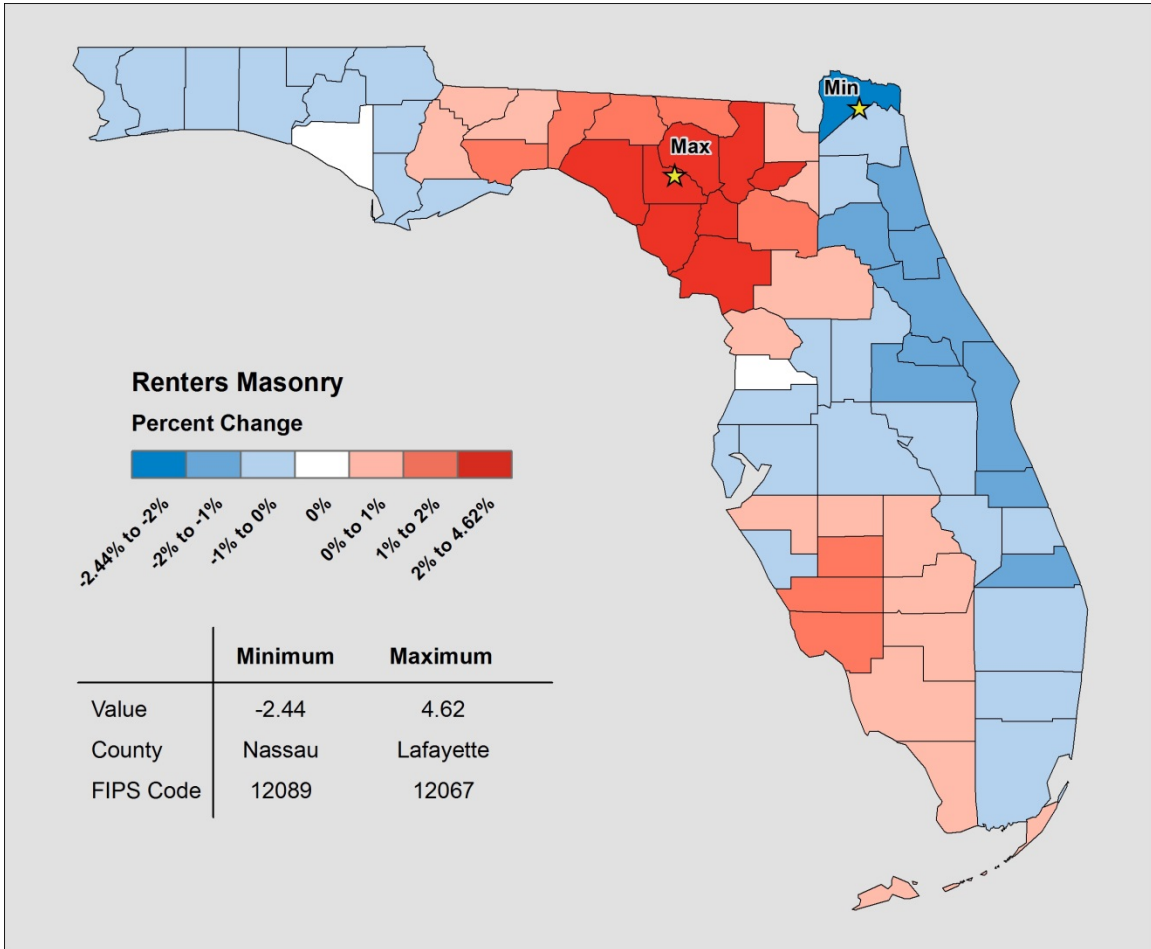 Min
Max
Renters Masonry
Percent Change
-2.44% to -2%
-2% to -1%
-1% to 0%
0%
0% to 1%
1% to 2%
2% to 4.62%
Minimum Maximum
Value -2.44 4.62
County Nassau Lafayette
FIPS Code 12089 12067